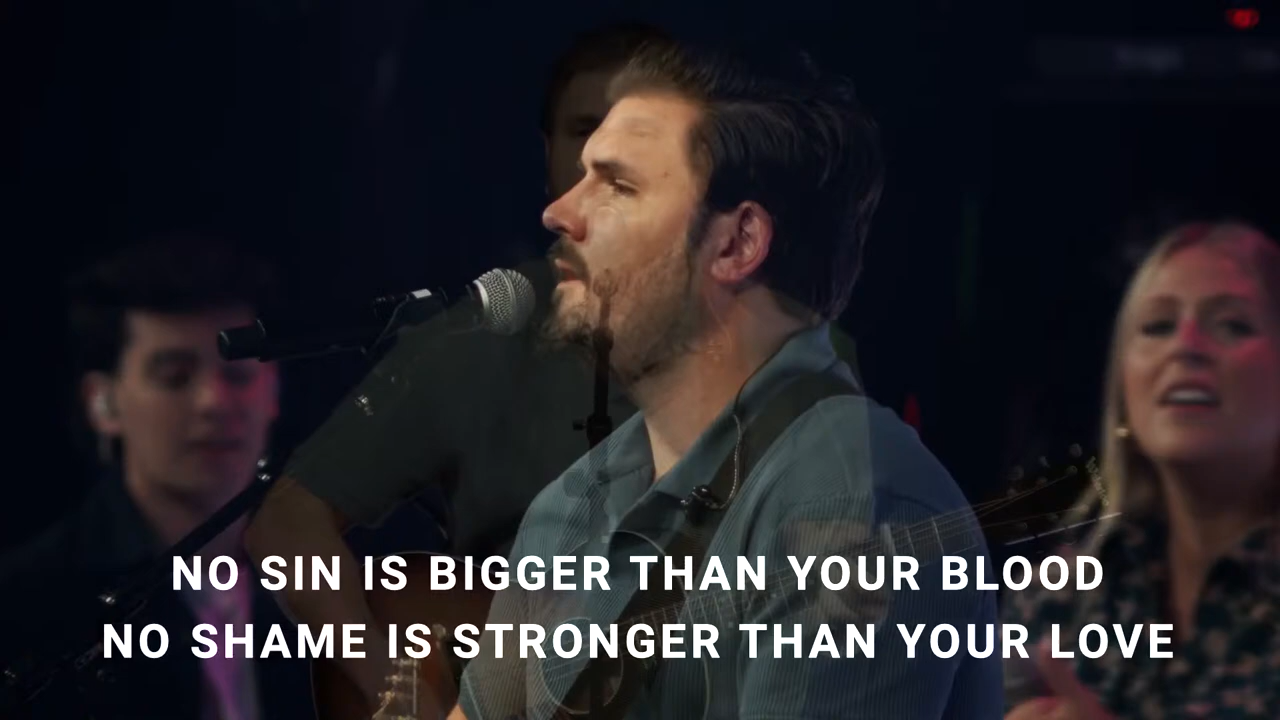 NO SIN IS BIGGER THAN YOUR BLOOD
NO SHAME IS STRONGER THAN YOUR LOVE